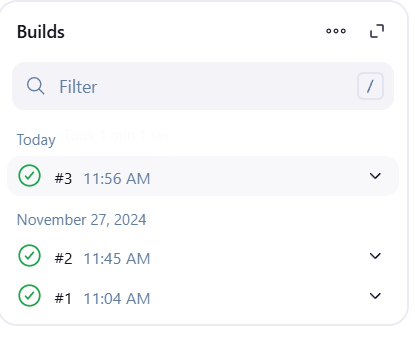 Builds
Filter /
Today
#3 11:56 AM
November 27, 2024
#2 11:45 AM
#1 11:04 AM